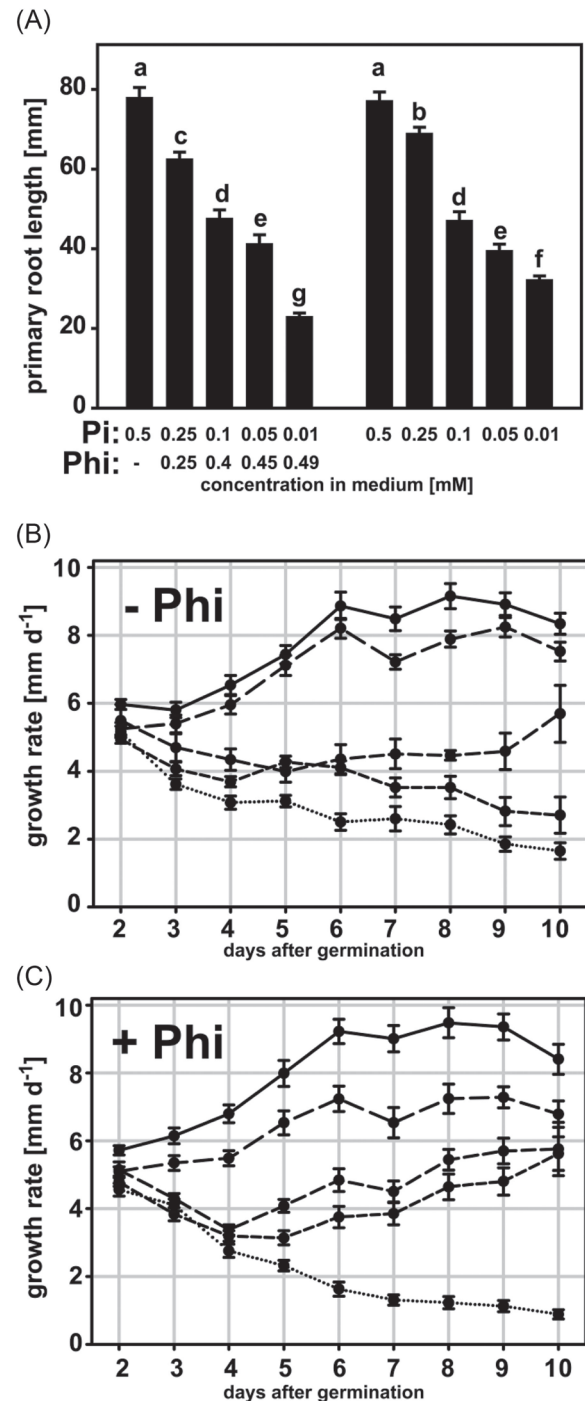 (A)
primary root length [mm]
80
60
40
20
0
a
c
d
e
g
a
b
d
e
f
Pi: 0.5 0.25 0.1 0.05 0.01 0.5 0.25 0.1 0.05 0.01
Phi: - 0.25 0.4 0.45 0.49
concentration in medium [mM]
(B)
- Phi
growth rate [mm d-1]
10
8
6
4
2
0
2 3 4 5 6 7 8 9 10
days after germination
(C)
+ Phi
growth rate [mm d-1]
10
8
6
4
2
0
2 3 4 5 6 7 8 9 10
days after germination